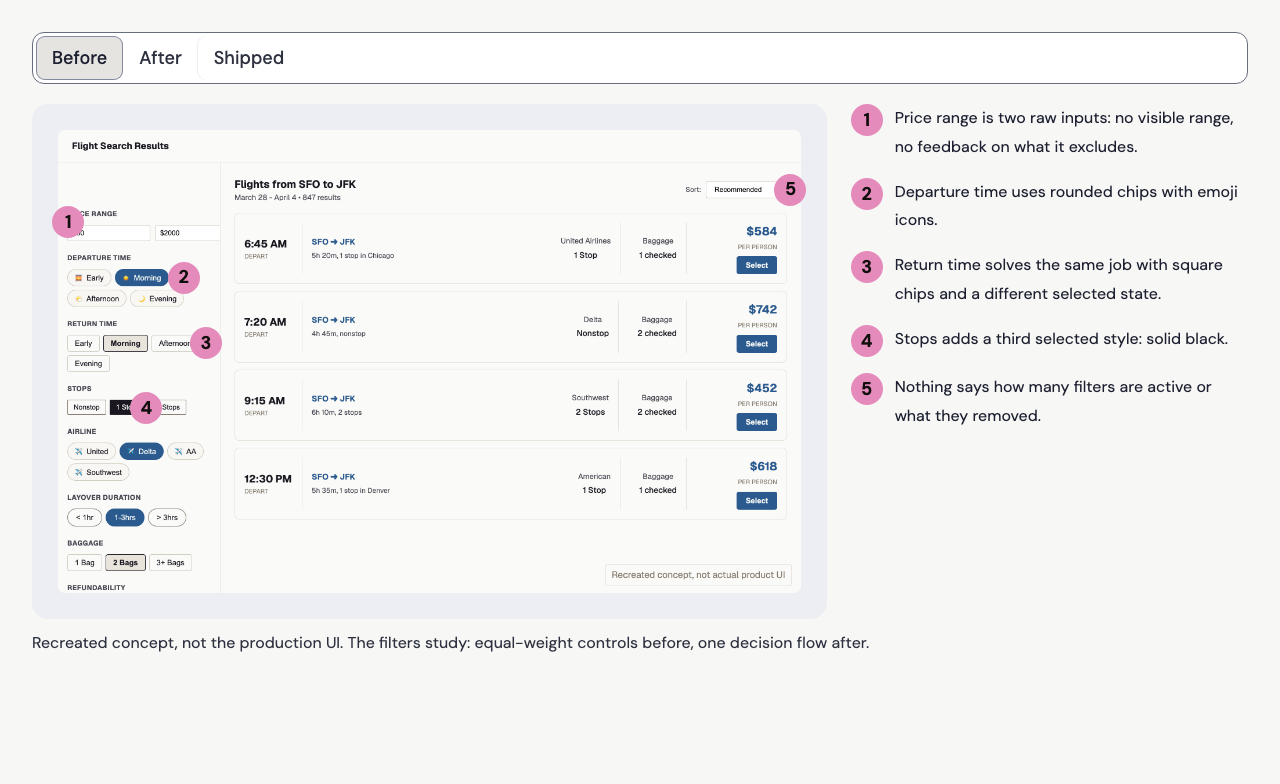 Before After Shipped
Flight Search Results
Flights from SFO to JFK
March 28 - April 4 • 847 results
Sort: Recommended
5
CE RANGE
1
$2000
DEPARTURE TIME
Early Morning
2
Afternoon Evening
RETURN TIME
Early Morning Afternoon
3
Evening
STOPS
Nonstop 1 Stops
4
AIRLINE
United Delta AA
Southwest
LAYOVER DURATION
< 1hr 1-3hrs > 3hrs
BAGGAGE
1 Bag 2 Bags 3+ Bags
REFUNDABILITY
6:45 AM
DEPART
SFO ➔ JFK
5h 20m, 1 stop in Chicago
United Airlines
1 Stop
Baggage
1 checked
$584
PER PERSON
Select
7:20 AM
DEPART
SFO ➔ JFK
4h 45m, nonstop
Delta
Nonstop
Baggage
2 checked
$742
PER PERSON
Select
9:15 AM
DEPART
SFO ➔ JFK
6h 10m, 2 stops
Southwest
2 Stops
Baggage
2 checked
$452
PER PERSON
Select
12:30 PM
DEPART
SFO ➔ JFK
5h 35m, 1 stop in Denver
American
1 Stop
Baggage
1 checked
$618
PER PERSON
Select
Recreated concept, not actual product UI
1 Price range is two raw inputs: no visible range,
no feedback on what it excludes.
2 Departure time uses rounded chips with emoji
icons.
3 Return time solves the same job with square
chips and a different selected state.
4 Stops adds a third selected style: solid black.
5 Nothing says how many filters are active or
what they removed.
Recreated concept, not the production UI. The filters study: equal-weight controls before, one decision flow after.